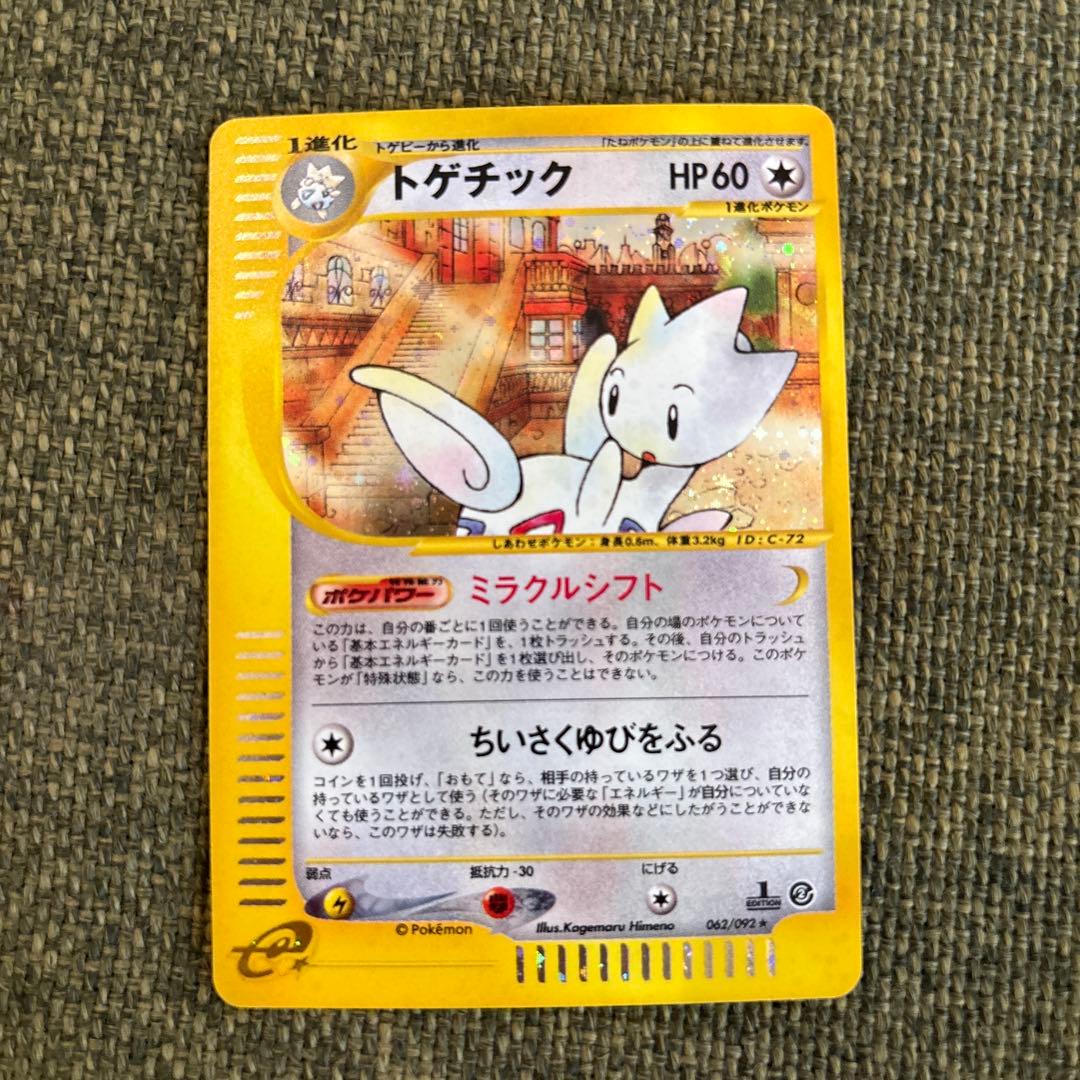 1進化
トゲピーから進化
「たねポケモン」の上に重ねて進化させます。
トゲチック HP60
1進化ポケモン
しあわせポケモン：身長0.6m、体重3.2kg ID:C-72
特殊能力
ポケパワー ミラクルシフト
この力は、自分の番ごとに1回使うことができる。自分の場のポケモンについて
いる「基本エネルギーカード」を、1枚トラッシュする。その後、自分のトラッシュ
から「基本エネルギーカード」を1枚選び出し、そのポケモンにつける。このポケ
モンが「特殊状態」なら、この力を使うことはできない。
ちいさくゆびをふる
コインを1回投げ、「おもて」なら、相手の持っているワザを1つ選び、自分の
持っているワザとして使う（そのワザに必要な「エネルギー」が自分についていな
くても使うことができる。ただし、そのワザの効果などにしたがうことができな
いなら、このワザは失敗する）。
弱点 抵抗力-30 にげる
1 EDITION 2
©Pokémon Illus.Kagemaru Himeno 062/092★
e